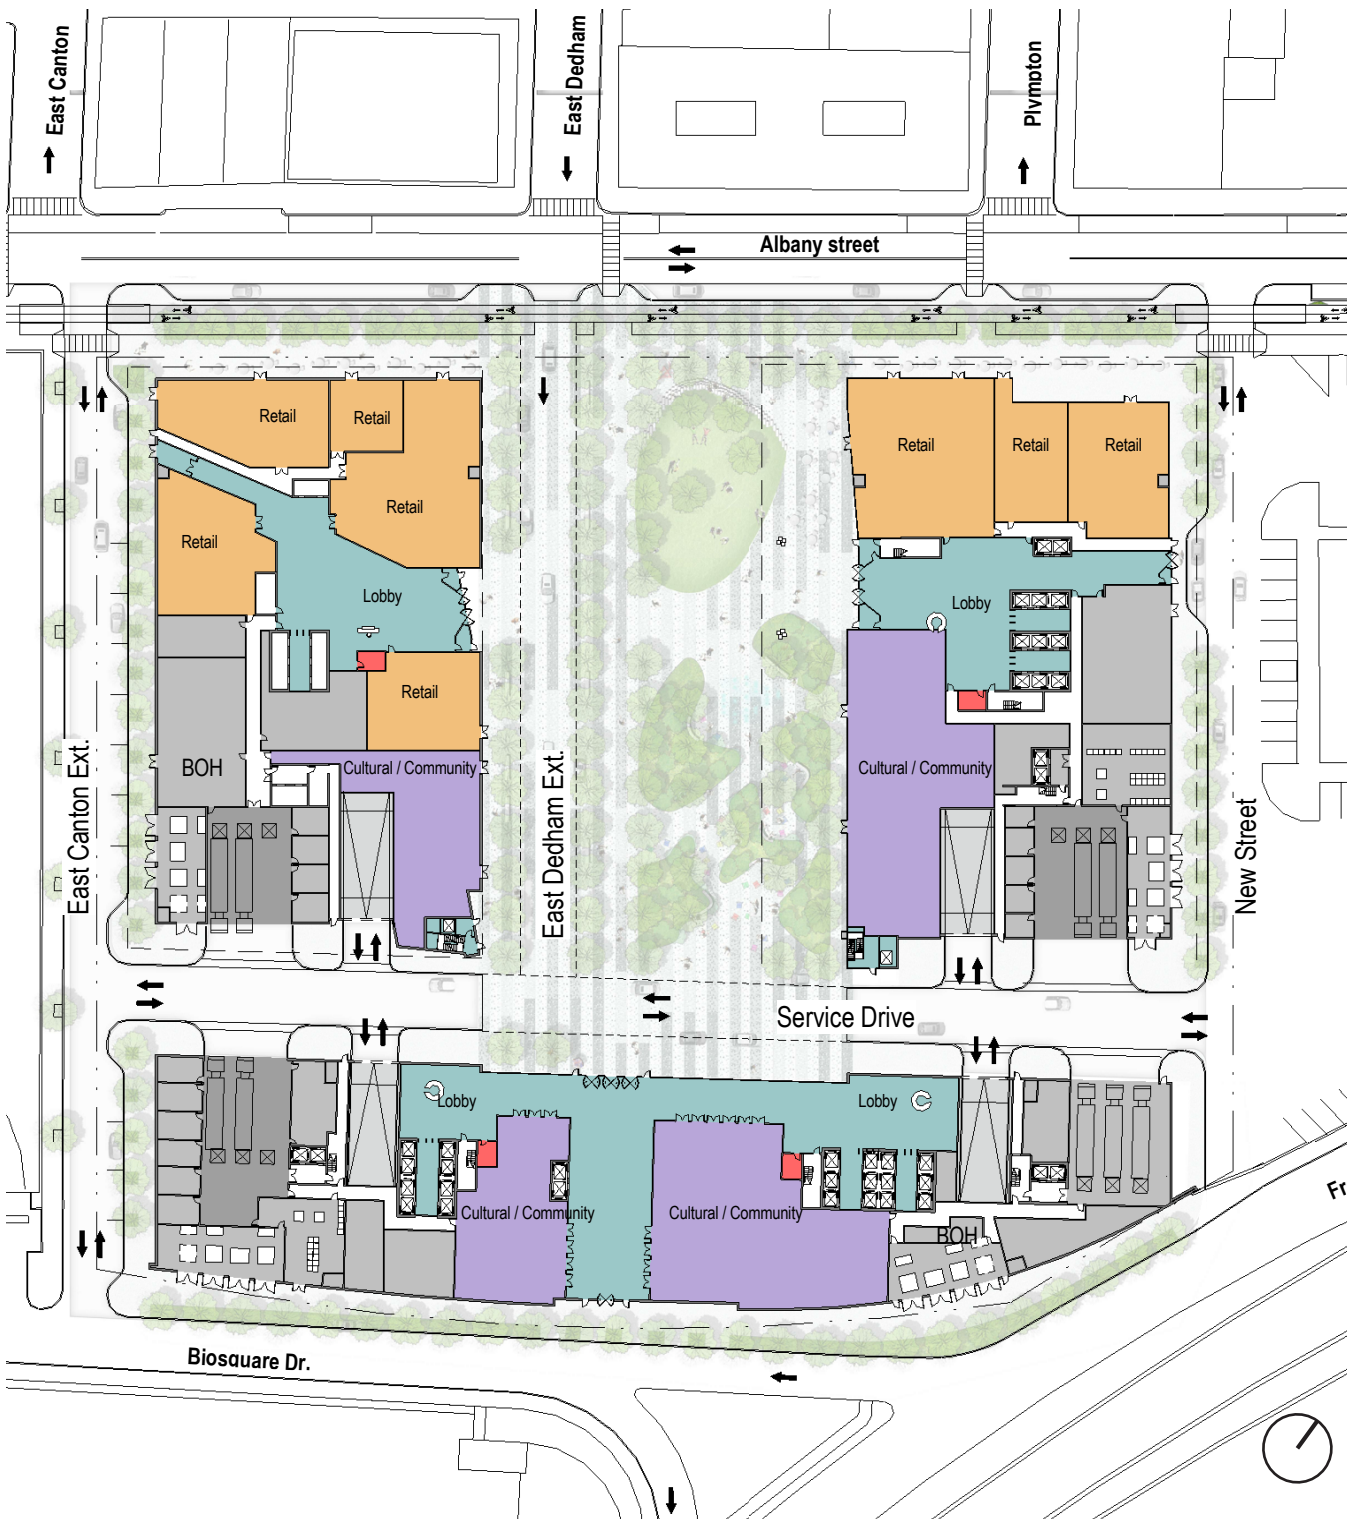 East Canton
East Dedham
Plympton
Albany street
Retail
Retail
Retail
Retail
Retail
Retail
Retail
Retail
Lobby
Lobby
Retail
East Canton Ext.
BOH
Cultural / Community
East Dedham Ext.
Cultural / Community
New Street
Service Drive
Lobby
Lobby
Cultural / Community
Cultural / Community
BOH
Fr
Biosquare Dr.